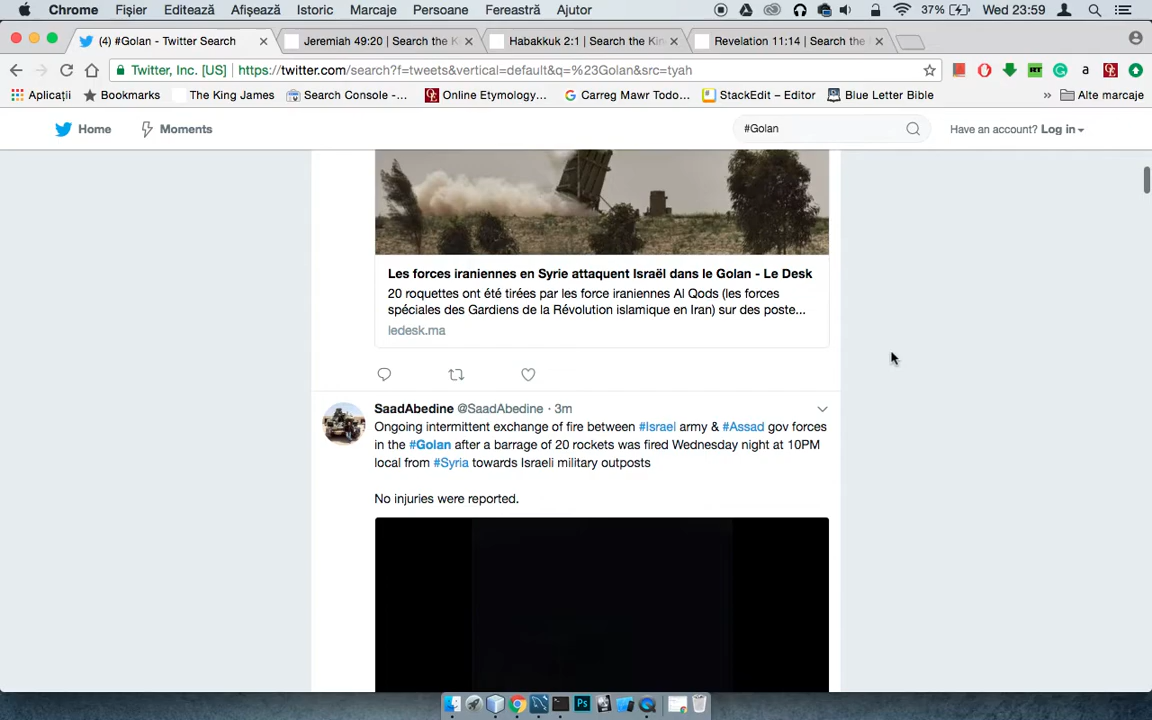 Chrome Fișier Editează Afișează Istoric Marcaje Persoane Fereastră Ajutor 37% Wed 23:59
(4) #Golan - Twitter Search Jeremiah 49:20 | Search the K Habakkuk 2:1 | Search the Kin Revelation 11:14 | Search the
Twitter, Inc. [US] https://twitter.com/search?f=tweets&vertical=default&q=%23Golan&src=tyah
Aplicații Bookmarks The King James Search Console -... Online Etymology... Carreg Mawr Todo... StackEdit – Editor Blue Letter Bible » Alte marcaje
Home Moments #Golan Have an account? Log in
Les forces iraniennes en Syrie attaquent Israël dans le Golan - Le Desk
20 roquettes ont été tirées par les force iraniennes Al Qods (les forces
spéciales des Gardiens de la Révolution islamique en Iran) sur des poste...
ledesk.ma
SaadAbedine @SaadAbedine · 3m
Ongoing intermittent exchange of fire between #Israel army & #Assad gov forces
in the #Golan after a barrage of 20 rockets was fired Wednesday night at 10PM
local from #Syria towards Israeli military outposts
No injuries were reported.